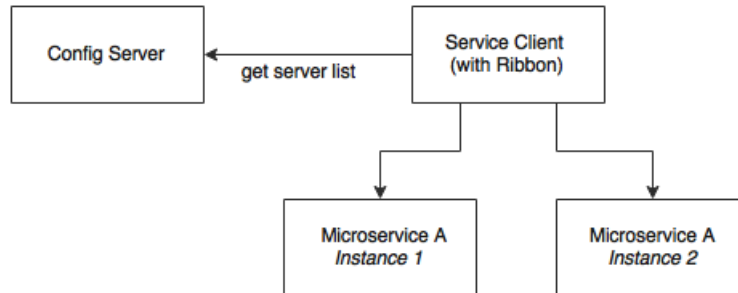 Config Server
get server list
Service Client
(with Ribbon)
Microservice A
Instance 1
Microservice A
Instance 2